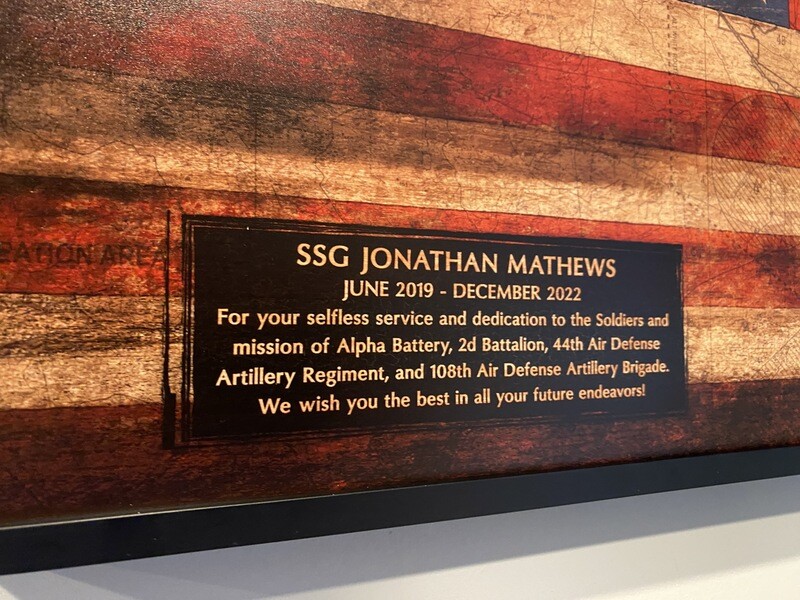 CATION AREA
SSG JONATHAN MATHEWS
JUNE 2019 - DECEMBER 2022
For your selfless service and dedication to the Soldiers and
mission of Alpha Battery, 2d Battalion, 44th Air Defense
Artillery Regiment, and 108th Air Defense Artillery Brigade.
We wish you the best in all your future endeavors!